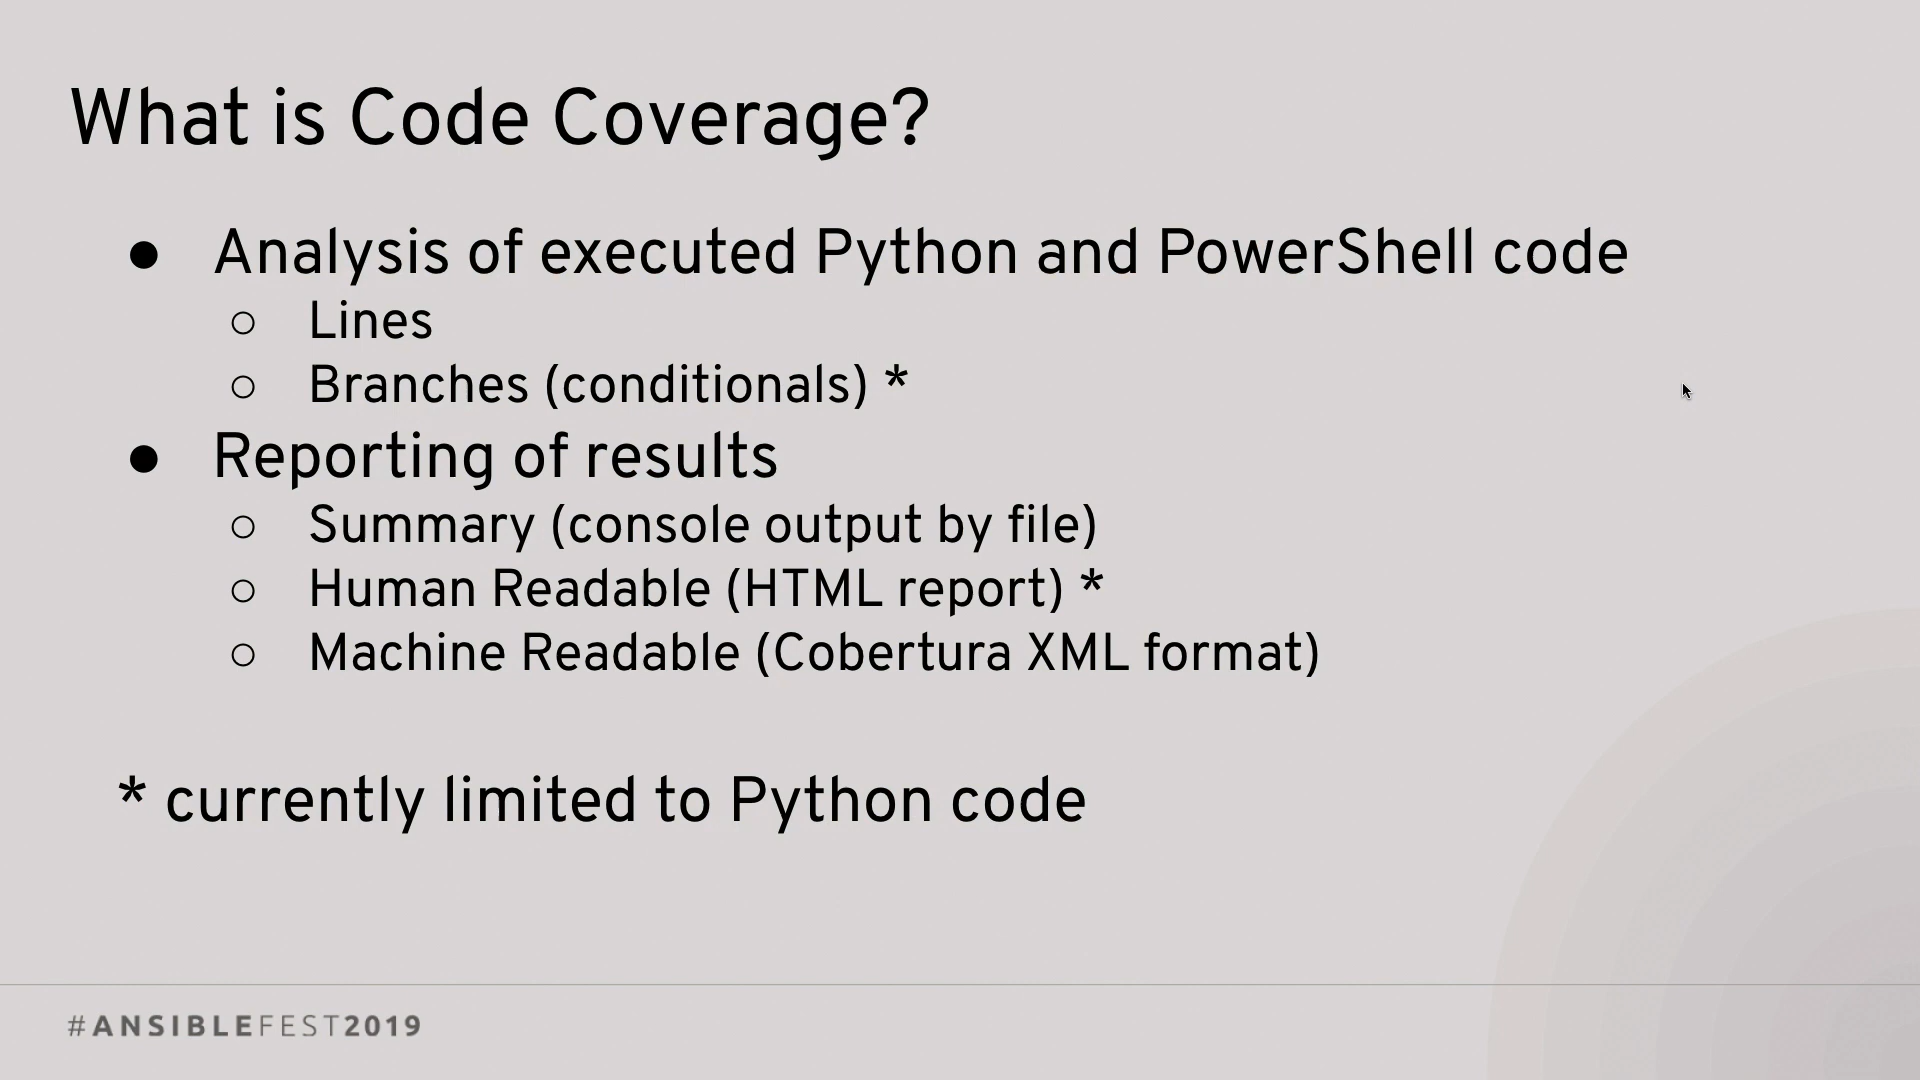 What is Code Coverage?
● Analysis of executed Python and PowerShell code
○ Lines
○ Branches (conditionals) *
● Reporting of results
○ Summary (console output by file)
○ Human Readable (HTML report) *
○ Machine Readable (Cobertura XML format)
* currently limited to Python code
#ANSIBLEFEST2019